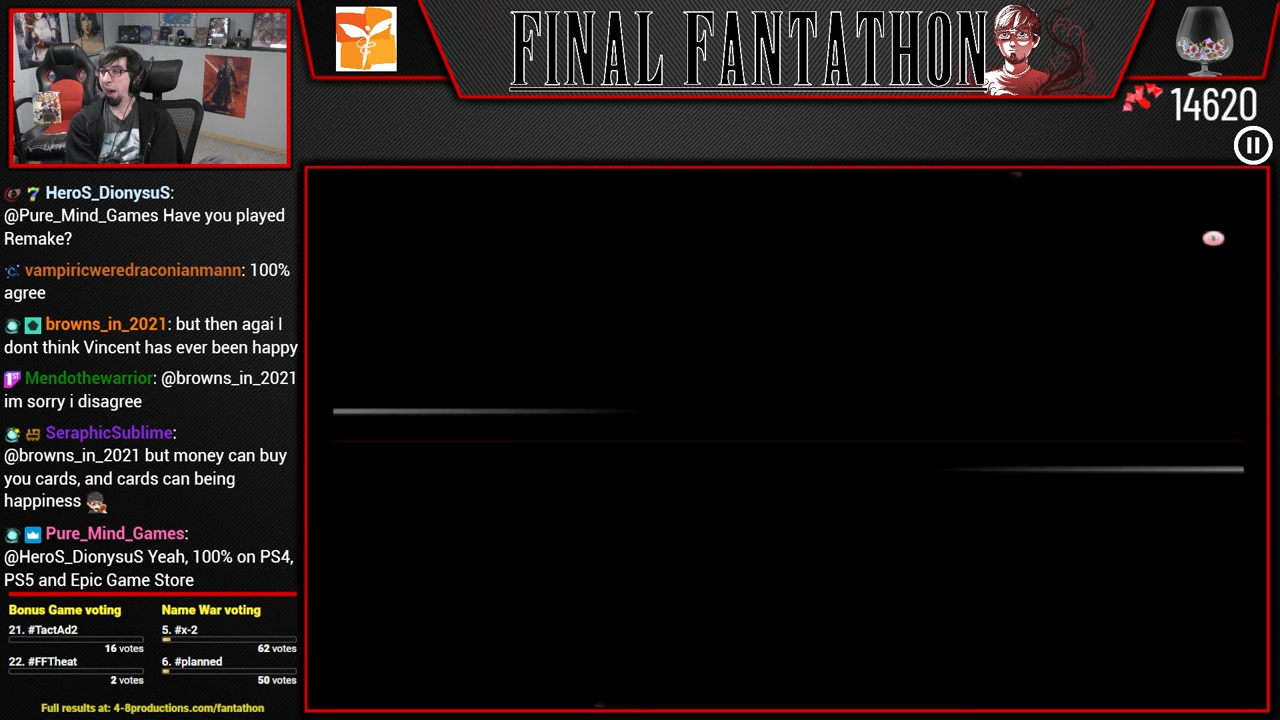 FINAL FANTATHON
14620
HeroS_DionysuS:
@Pure_Mind_Games Have you played
Remake?
vampiricweredraconianmann: 100%
agree
browns_in_2021: but then agai I
dont think Vincent has ever been happy
Mendothewarrior: @browns_in_2021
im sorry i disagree
SeraphicSublime:
@browns_in_2021 but money can buy
you cards, and cards can being
happiness
Pure_Mind_Games:
@HeroS_DionysuS Yeah, 100% on PS4,
PS5 and Epic Game Store
Bonus Game voting
21. #TactAd2
16 votes
22. #FFTheat
2 votes
Name War voting
5. #x-2
62 votes
6. #planned
50 votes
Full results at: 4-8productions.com/fantathon